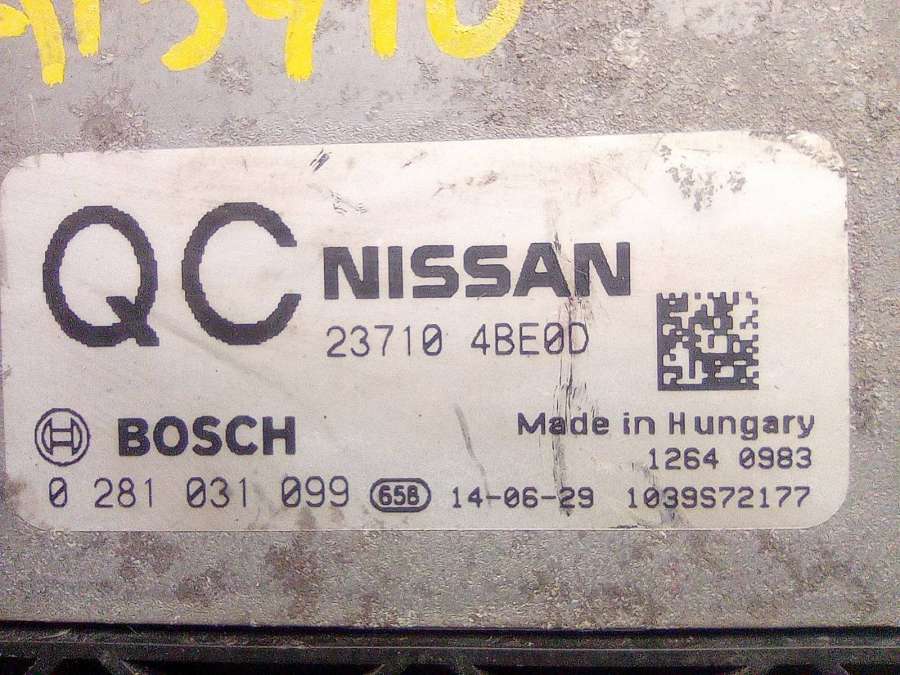 QC NISSAN
23710 4BE0D
BOSCH Made in Hungary
1264 0983
0 281 031 099 658 14-06-29 1039S72177